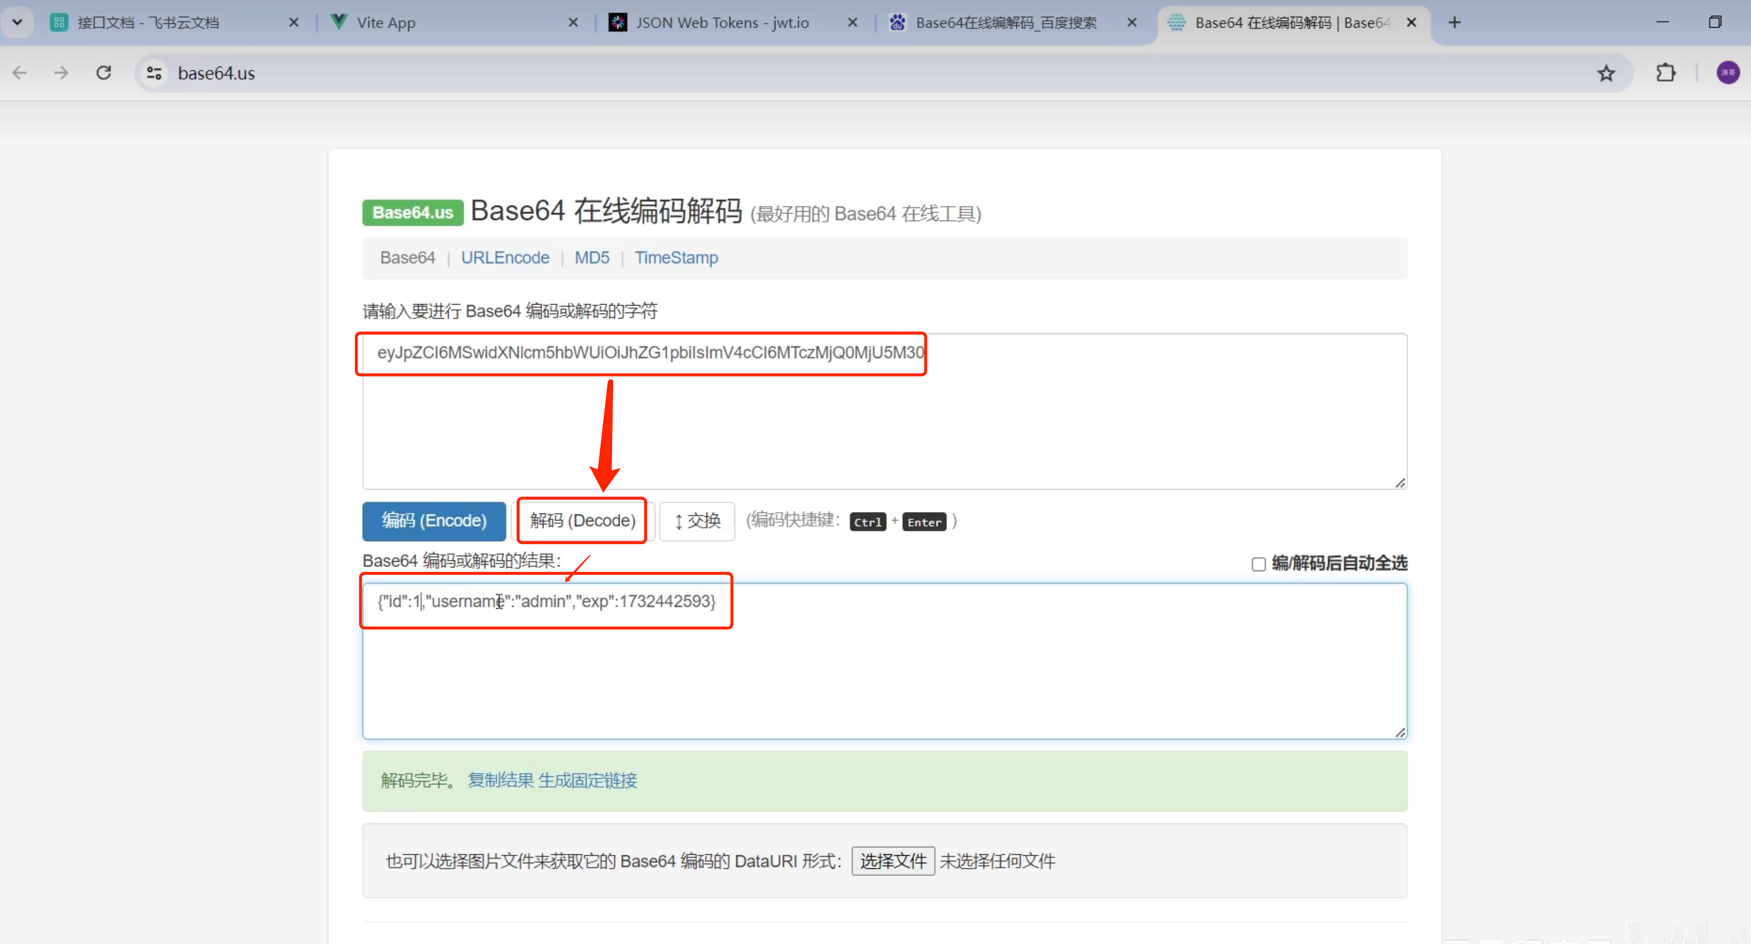 接口文档 - 飞书云文档
Vite App
JSON Web Tokens - jwt.io
Base64在线编解码_百度搜索
Base64 在线编码解码 | Base64
base64.us
Base64.us Base64 在线编码解码 (最好用的 Base64 在线工具)
Base64 | URLEncode | MD5 | TimeStamp
请输入要进行 Base64 编码或解码的字符
eyJpZCI6MSwidXNlcm5hbWUiOiJhZG1pbiIsImV4cCI6MTczMjQ0MjU5M30
编码 (Encode) 解码 (Decode) ↕交换 (编码快捷键: Ctrl + Enter )
Base64 编码或解码的结果: 编/解码后自动全选
{"id":1,"username":"admin","exp":1732442593}
解码完毕。 复制结果 生成固定链接
也可以选择图片文件来获取它的 Base64 编码的 DataURI 形式: 选择文件 未选择任何文件